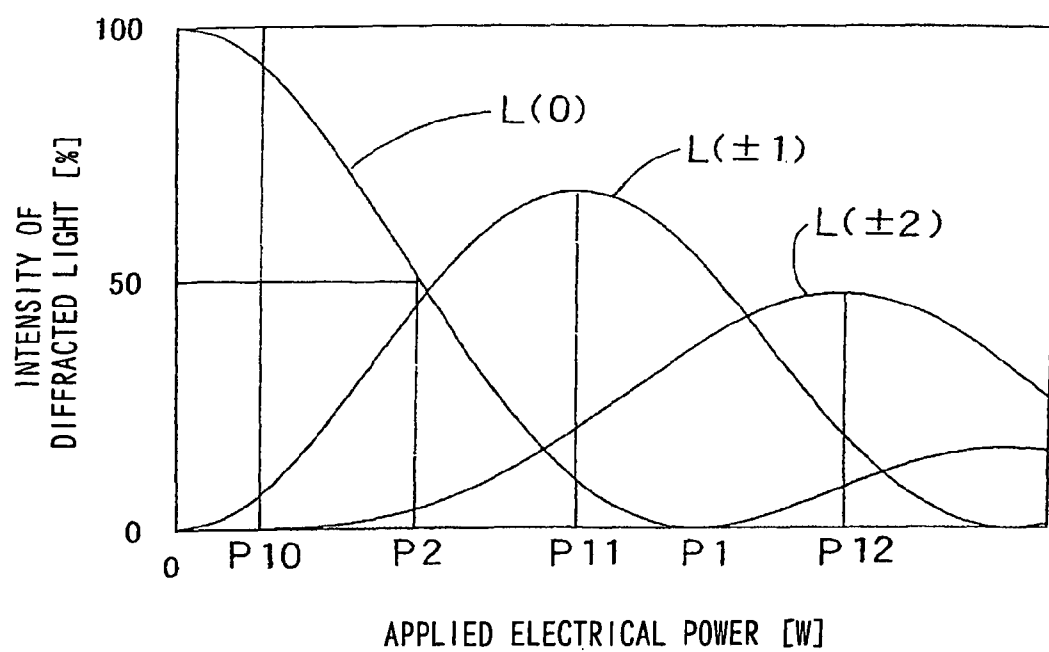 100
L(0)
L(±1)
L(±2)
INTENSITY OF
DIFFRACTED LIGHT [%]
50
0
0
P10
P2
P11
P1
P12
APPLIED ELECTRICAL POWER [W]